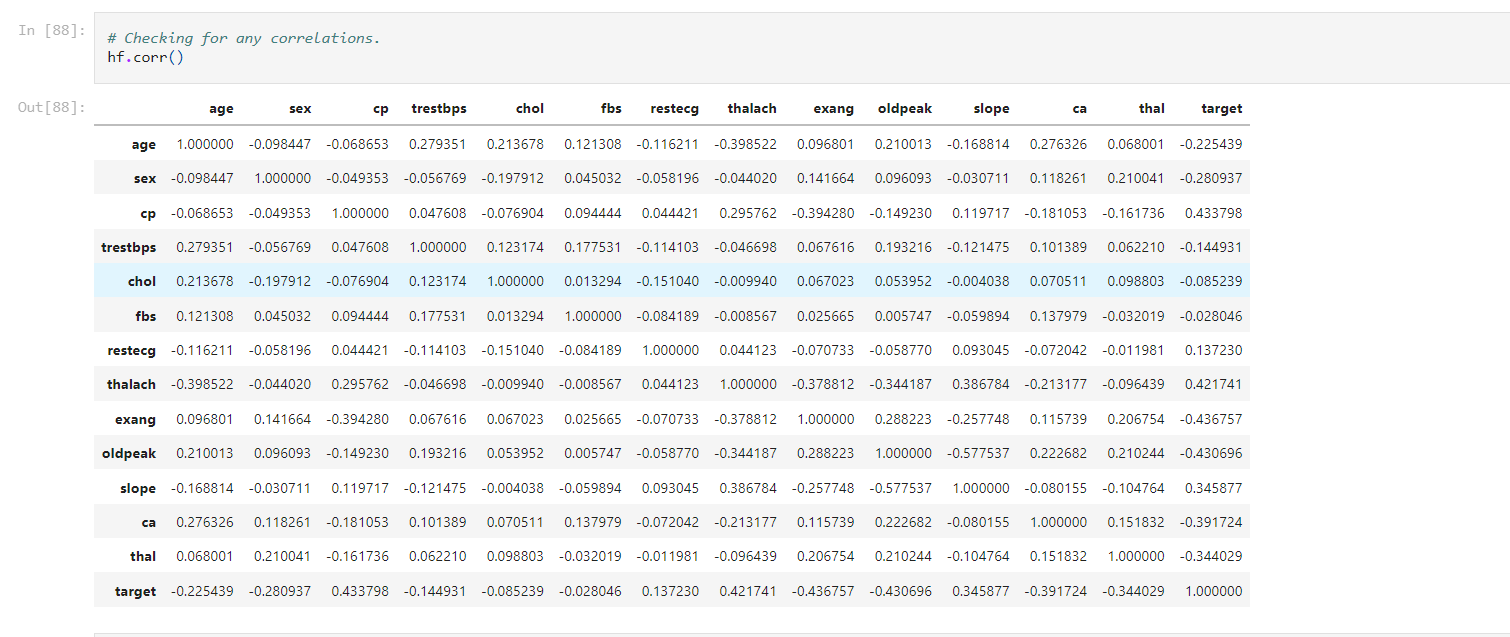 In [88]:
# Checking for any correlations.
hf.corr()
Out[88]:
age sex cp trestbps chol fbs restecg thalach exang oldpeak slope ca thal target
age 1.000000 -0.098447 -0.068653 0.279351 0.213678 0.121308 -0.116211 -0.398522 0.096801 0.210013 -0.168814 0.276326 0.068001 -0.225439
sex -0.098447 1.000000 -0.049353 -0.056769 -0.197912 0.045032 -0.058196 -0.044020 0.141664 0.096093 -0.030711 0.118261 0.210041 -0.280937
cp -0.068653 -0.049353 1.000000 0.047608 -0.076904 0.094444 0.044421 0.295762 -0.394280 -0.149230 0.119717 -0.181053 -0.161736 0.433798
trestbps 0.279351 -0.056769 0.047608 1.000000 0.123174 0.177531 -0.114103 -0.046698 0.067616 0.193216 -0.121475 0.101389 0.062210 -0.144931
chol 0.213678 -0.197912 -0.076904 0.123174 1.000000 0.013294 -0.151040 -0.009940 0.067023 0.053952 -0.004038 0.070511 0.098803 -0.085239
fbs 0.121308 0.045032 0.094444 0.177531 0.013294 1.000000 -0.084189 -0.008567 0.025665 0.005747 -0.059894 0.137979 -0.032019 -0.028046
restecg -0.116211 -0.058196 0.044421 -0.114103 -0.151040 -0.084189 1.000000 0.044123 -0.070733 -0.058770 0.093045 -0.072042 -0.011981 0.137230
thalach -0.398522 -0.044020 0.295762 -0.046698 -0.009940 -0.008567 0.044123 1.000000 -0.378812 -0.344187 0.386784 -0.213177 -0.096439 0.421741
exang 0.096801 0.141664 -0.394280 0.067616 0.067023 0.025665 -0.070733 -0.378812 1.000000 0.288223 -0.257748 0.115739 0.206754 -0.436757
oldpeak 0.210013 0.096093 -0.149230 0.193216 0.053952 0.005747 -0.058770 -0.344187 0.288223 1.000000 -0.577537 0.222682 0.210244 -0.430696
slope -0.168814 -0.030711 0.119717 -0.121475 -0.004038 -0.059894 0.093045 0.386784 -0.257748 -0.577537 1.000000 -0.080155 -0.104764 0.345877
ca 0.276326 0.118261 -0.181053 0.101389 0.070511 0.137979 -0.072042 -0.213177 0.115739 0.222682 -0.080155 1.000000 0.151832 -0.391724
thal 0.068001 0.210041 -0.161736 0.062210 0.098803 -0.032019 -0.011981 -0.096439 0.206754 0.210244 -0.104764 0.151832 1.000000 -0.344029
target -0.225439 -0.280937 0.433798 -0.144931 -0.085239 -0.028046 0.137230 0.421741 -0.436757 -0.430696 0.345877 -0.391724 -0.344029 1.000000